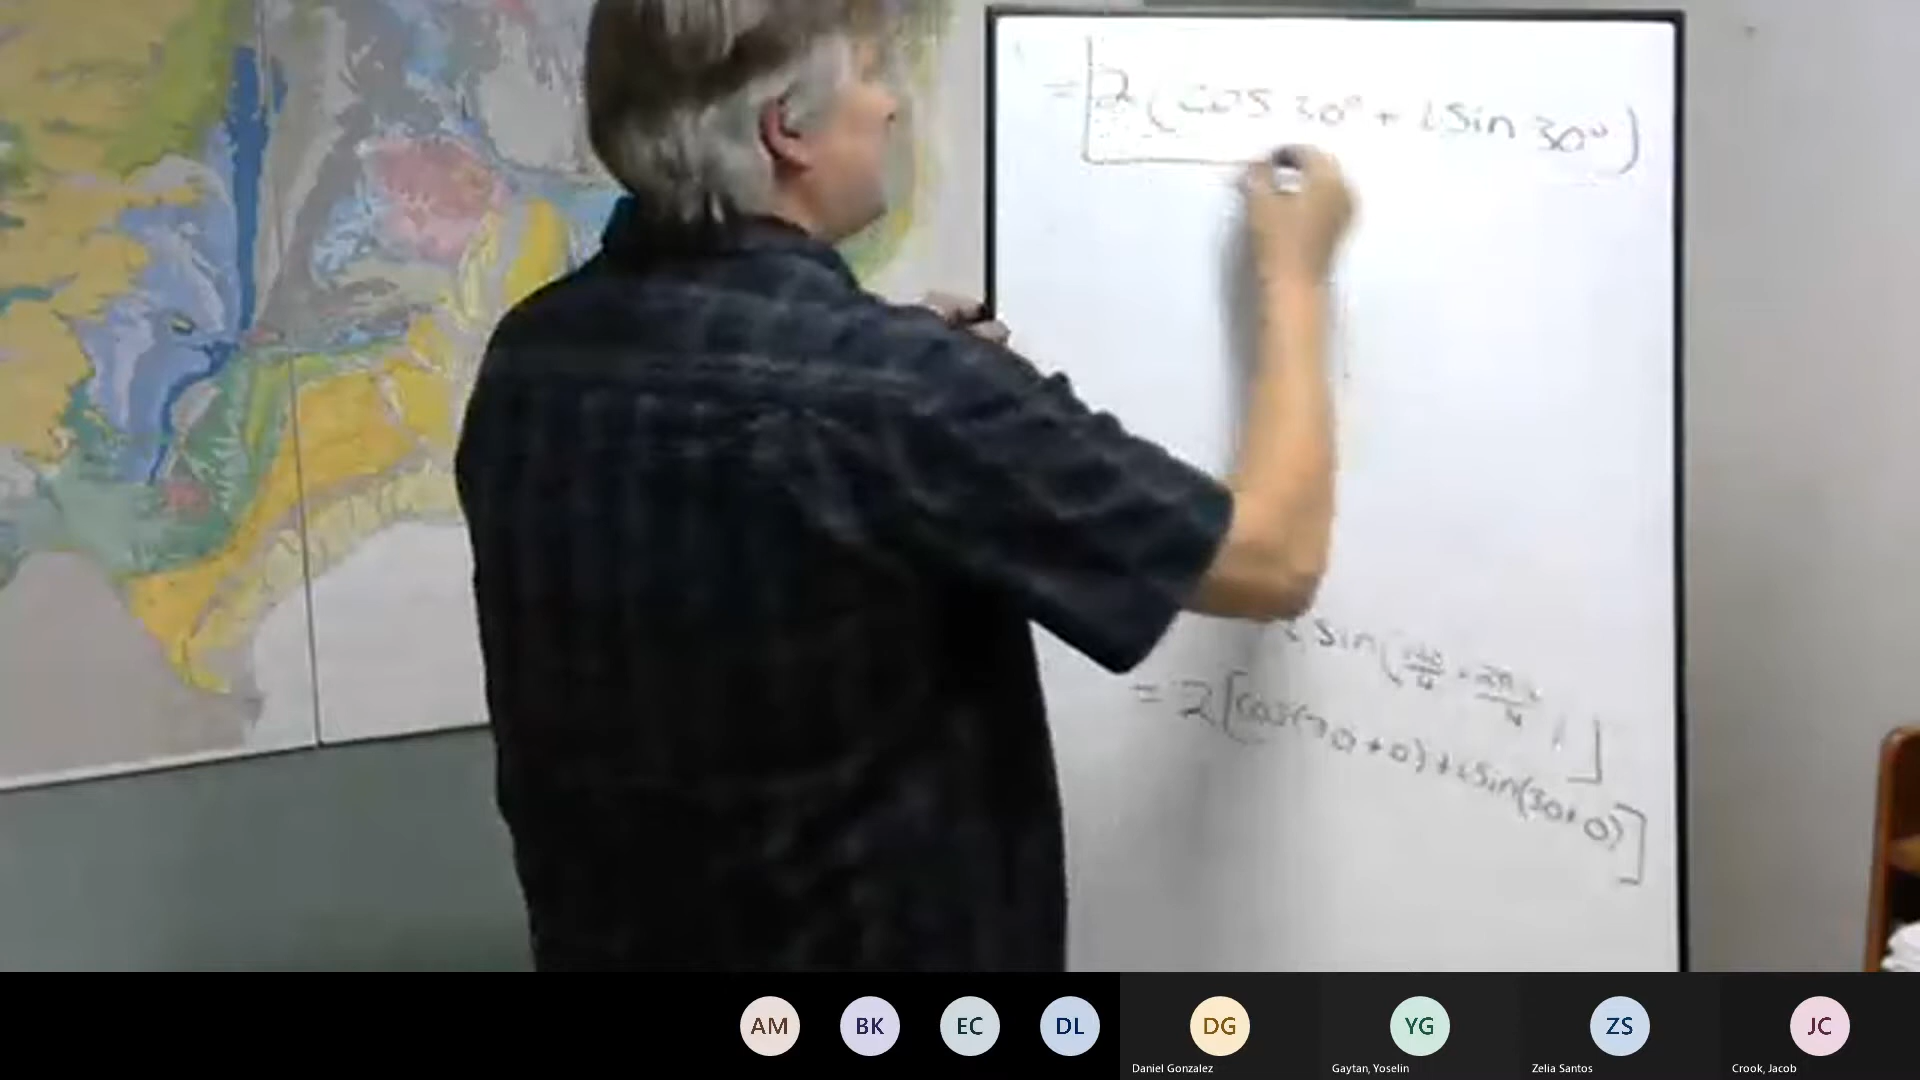 = 2 (cos 30° + i sin 30°)
i sin(
= 2 [cos(30 + 0) + i sin(30 + 0)]
AM BK EC DL DG YG ZS JC
Daniel Gonzalez Gaytan, Yoselin Zelia Santos Crook, Jacob